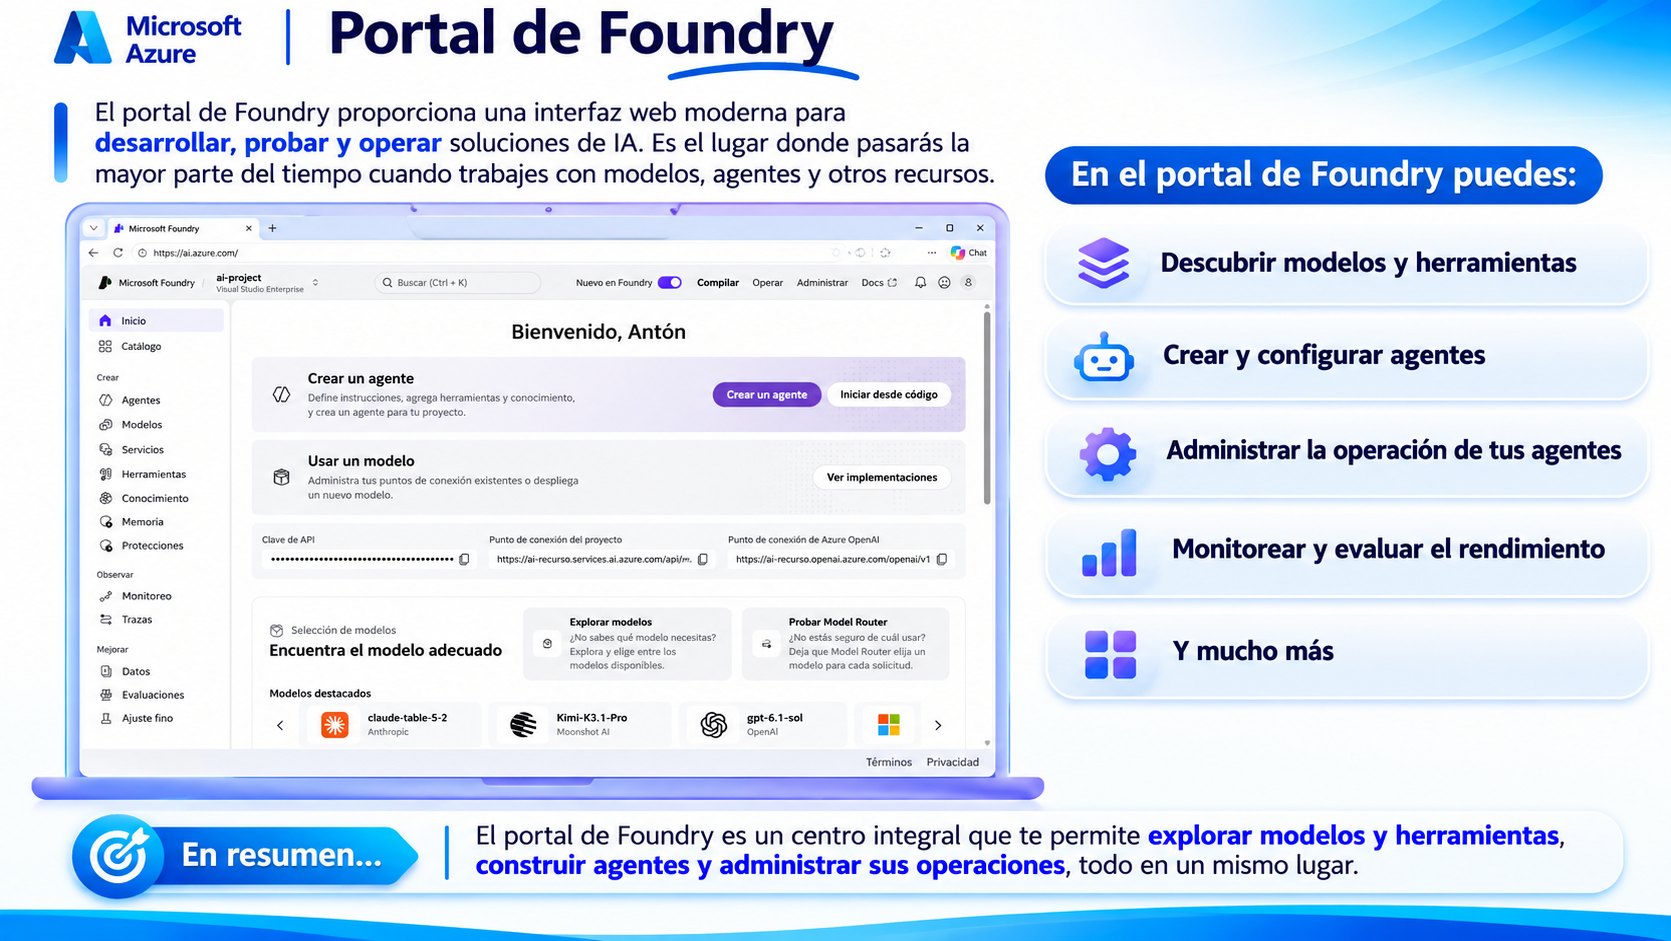 Microsoft
Azure
Portal de Foundry
El portal de Foundry proporciona una interfaz web moderna para
desarrollar, probar y operar soluciones de IA. Es el lugar donde pasarás la
mayor parte del tiempo cuando trabajes con modelos, agentes y otros recursos.
Microsoft Foundry
https://ai.azure.com/
Chat
Microsoft Foundry / ai-project
Visual Studio Enterprise
Buscar (Ctrl + K)
Nuevo en Foundry
Compilar
Operar
Administrar
Docs
Inicio
Catálogo
Crear
Agentes
Modelos
Servicios
Herramientas
Conocimiento
Memoria
Protecciones
Observar
Monitoreo
Trazas
Mejorar
Datos
Evaluaciones
Ajuste fino
Bienvenido, Antón
Crear un agente
Define instrucciones, agrega herramientas y conocimiento,
y crea un agente para tu proyecto.
Crear un agente
Iniciar desde código
Usar un modelo
Administra tus puntos de conexión existentes o despliega
un nuevo modelo.
Ver implementaciones
Clave de API
Punto de conexión del proyecto
https://ai-recurso.services.ai.azure.com/api/
Punto de conexión de Azure OpenAI
https://ai-recurso.openai.azure.com/openai/v1
Selección de modelos
Encuentra el modelo adecuado
Explorar modelos
¿No sabes qué modelo necesitas?
Explora y elige entre los
modelos disponibles.
Probar Model Router
¿No estás seguro de cuál usar?
Deja que Model Router elija un
modelo para cada solicitud.
Modelos destacados
claude-table-5-2
Anthropic
Kimi-K3.1-Pro
Moonshot AI
gpt-6.1-sol
OpenAI
Términos
Privacidad
En el portal de Foundry puedes:
Descubrir modelos y herramientas
Crear y configurar agentes
Administrar la operación de tus agentes
Monitorear y evaluar el rendimiento
Y mucho más
En resumen...
El portal de Foundry es un centro integral que te permite explorar modelos y herramientas,
construir agentes y administrar sus operaciones, todo en un mismo lugar.